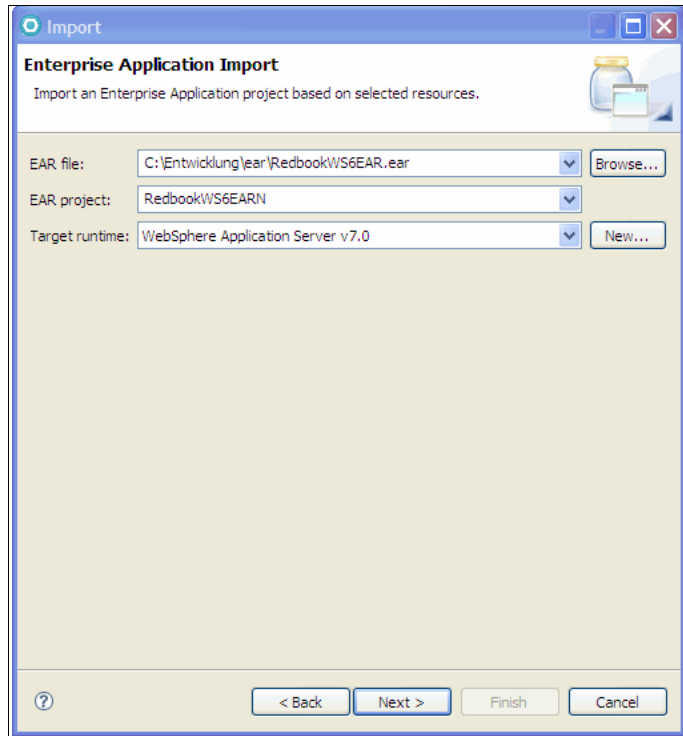 Import
Enterprise Application Import
Import an Enterprise Application project based on selected resources.
EAR file: C:\Entwicklung\ear\RedbookWS6EAR.ear Browse...
EAR project: RedbookWS6EARN
Target runtime: WebSphere Application Server v7.0 New...
? < Back Next > Finish Cancel